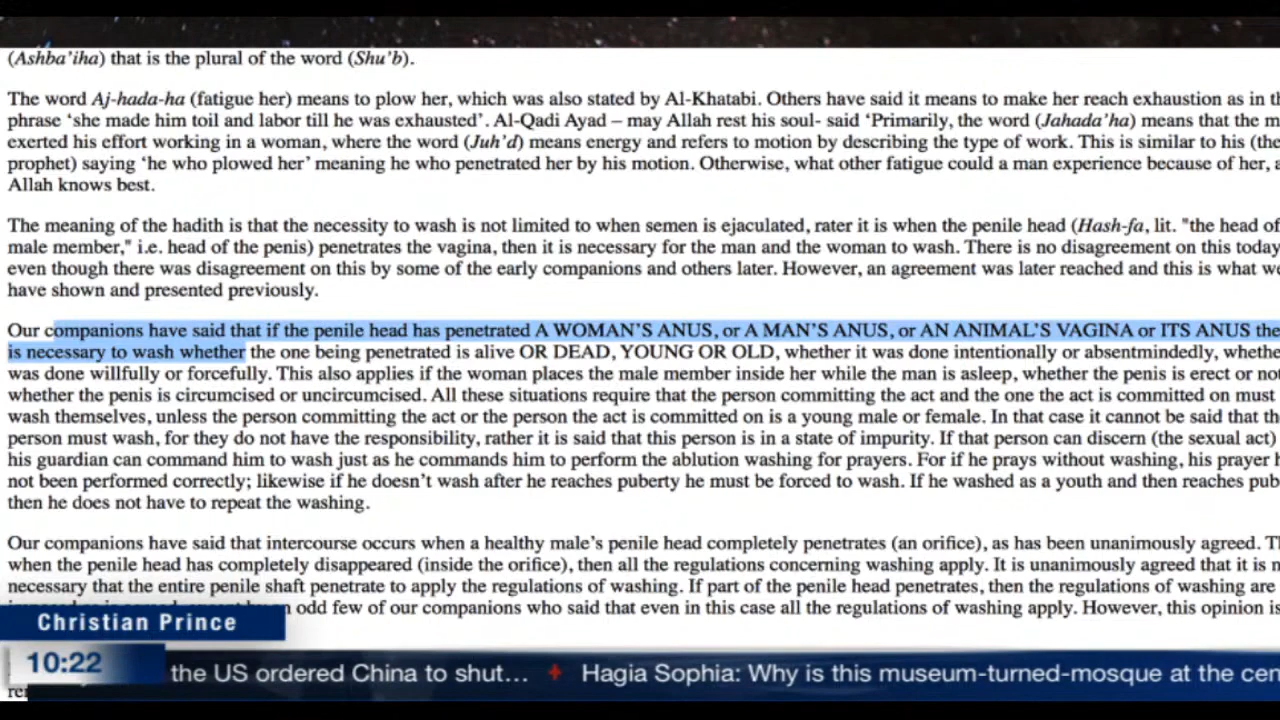 (Ashba'iha) that is the plural of the word (Shu'b).
The word Aj-hada-ha (fatigue her) means to plow her, which was also stated by Al-Khatabi. Others have said it means to make her reach exhaustion as in th
phrase 'she made him toil and labor till he was exhausted'. Al-Qadi Ayad – may Allah rest his soul- said 'Primarily, the word (Jahada'ha) means that the m
exerted his effort working in a woman, where the word (Juh'd) means energy and refers to motion by describing the type of work. This is similar to his (the
prophet) saying 'he who plowed her' meaning he who penetrated her by his motion. Otherwise, what other fatigue could a man experience because of her, a
Allah knows best.
The meaning of the hadith is that the necessity to wash is not limited to when semen is ejaculated, rater it is when the penile head (Hash-fa, lit. "the head of
male member," i.e. head of the penis) penetrates the vagina, then it is necessary for the man and the woman to wash. There is no disagreement on this today
even though there was disagreement on this by some of the early companions and others later. However, an agreement was later reached and this is what we
have shown and presented previously.
Our companions have said that if the penile head has penetrated A WOMAN'S ANUS, or A MAN'S ANUS, or AN ANIMAL'S VAGINA or ITS ANUS the
is necessary to wash whether the one being penetrated is alive OR DEAD, YOUNG OR OLD, whether it was done intentionally or absentmindedly, whethe
was done willfully or forcefully. This also applies if the woman places the male member inside her while the man is asleep, whether the penis is erect or no
whether the penis is circumcised or uncircumcised. All these situations require that the person committing the act and the one the act is committed on must
wash themselves, unless the person committing the act or the person the act is committed on is a young male or female. In that case it cannot be said that th
person must wash, for they do not have the responsibility, rather it is said that this person is in a state of impurity. If that person can discern (the sexual act)
his guardian can command him to wash just as he commands him to perform the ablution washing for prayers. For if he prays without washing, his prayer h
not been performed correctly; likewise if he doesn't wash after he reaches puberty he must be forced to wash. If he washed as a youth and then reaches pub
then he does not have to repeat the washing.
Our companions have said that intercourse occurs when a healthy male's penile head completely penetrates (an orifice), as has been unanimously agreed. Th
when the penile head has completely disappeared (inside the orifice), then all the regulations concerning washing apply. It is unanimously agreed that it is n
necessary that the entire penile shaft penetrate to apply the regulations of washing. If part of the penile head penetrates, then the regulations of washing are
odd few of our companions who said that even in this case all the regulations of washing apply. However, this opinion is
Christian Prince
10:22 the US ordered China to shut... Hagia Sophia: Why is this museum-turned-mosque at the cen